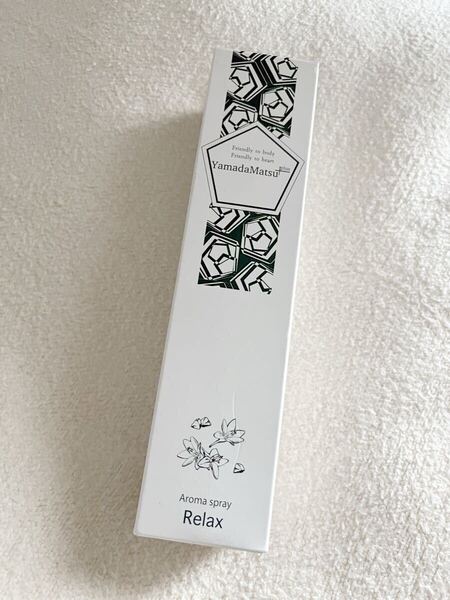 Friendly to body
Friendly to heart
YamadaMatsu+
Aroma spray
Relax